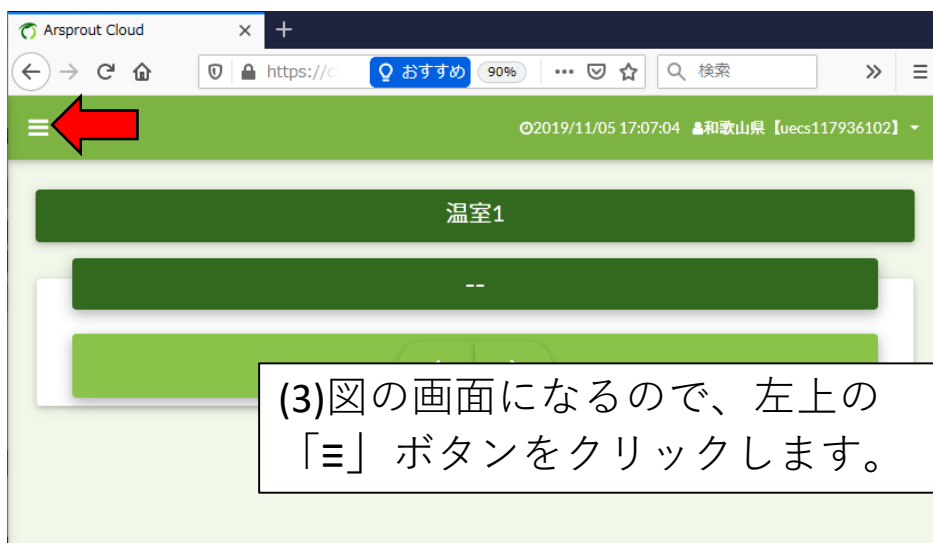 Arsprout Cloud
https://c おすすめ 90% 検索
2019/11/05 17:07:04 和歌山県【uecs117936102】
温室1
--
(3)図の画面になるので、左上の
「≡」ボタンをクリックします。